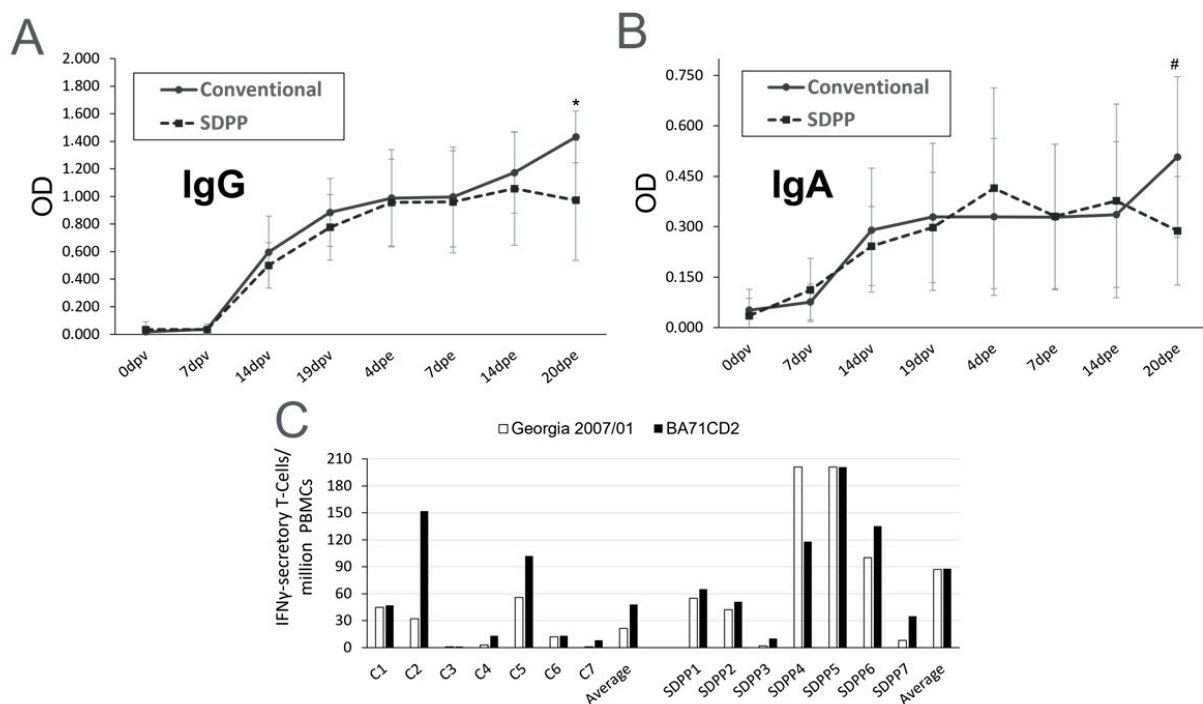 A
2.000
1.800
1.600
1.400
1.200
1.000
0.800
0.600
0.400
0.200
0.000
OD
Conventional
SDPP
IgG
*
0dpv
7dpv
14dpv
19dpv
4dpe
7dpe
14dpe
20dpe
B
0.750
0.600
0.450
0.300
0.150
0.000
OD
Conventional
SDPP
IgA
#
0dpv
7dpv
14dpv
19dpv
4dpe
7dpe
14dpe
20dpe
C
Georgia 2007/01
BA71CD2
IFNγ-secretory T-Cells/
million PBMCs
210
180
150
120
90
60
30
0
C1
C2
C3
C4
C5
C6
C7
Average
SDPP1
SDPP2
SDPP3
SDPP4
SDPP5
SDPP6
SDPP7
Average